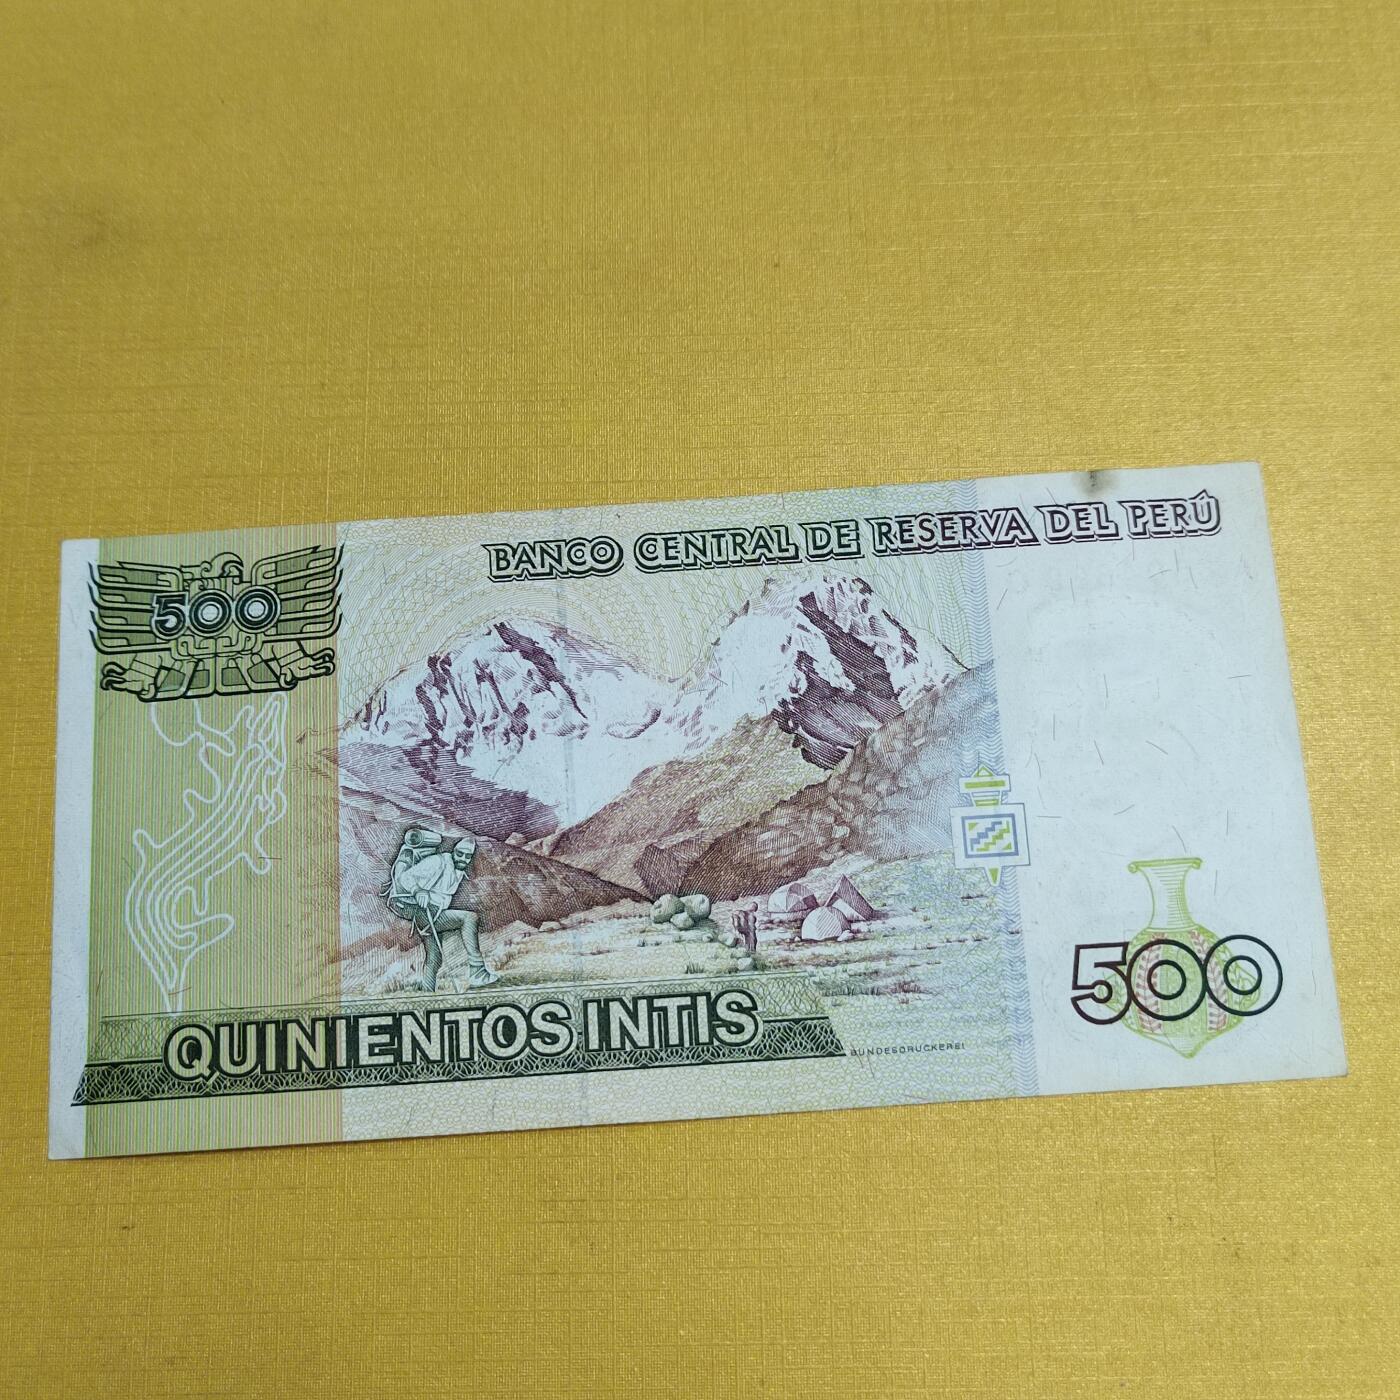 BANCO CENTRAL DE RESERVA DEL PERÚ
500
500
QUINIENTOS INTIS
BUNDESDRUCKEREI